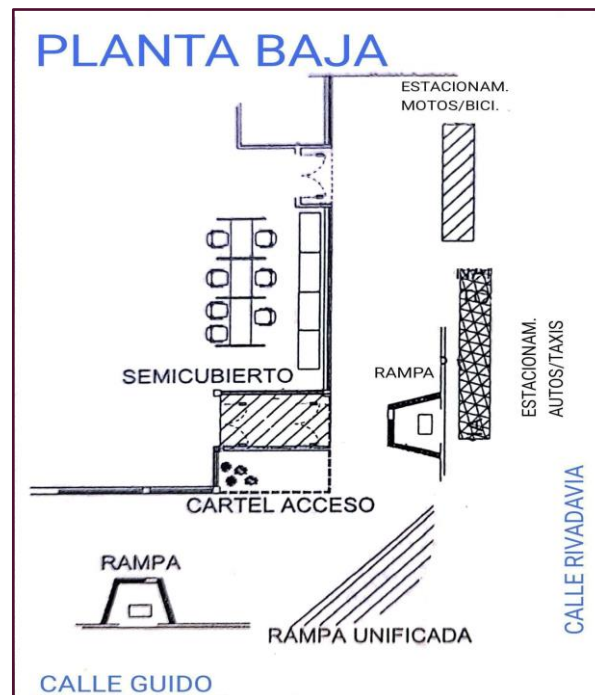 PLANTA BAJA
ESTACIONAM.
MOTOS/BICI.
SEMICUBIERTO
RAMPA
ESTACIONAM.
AUTOS/TAXIS
CARTEL ACCESO
RAMPA
RAMPA UNIFICADA
CALLE RIVADAVIA
CALLE GUIDO